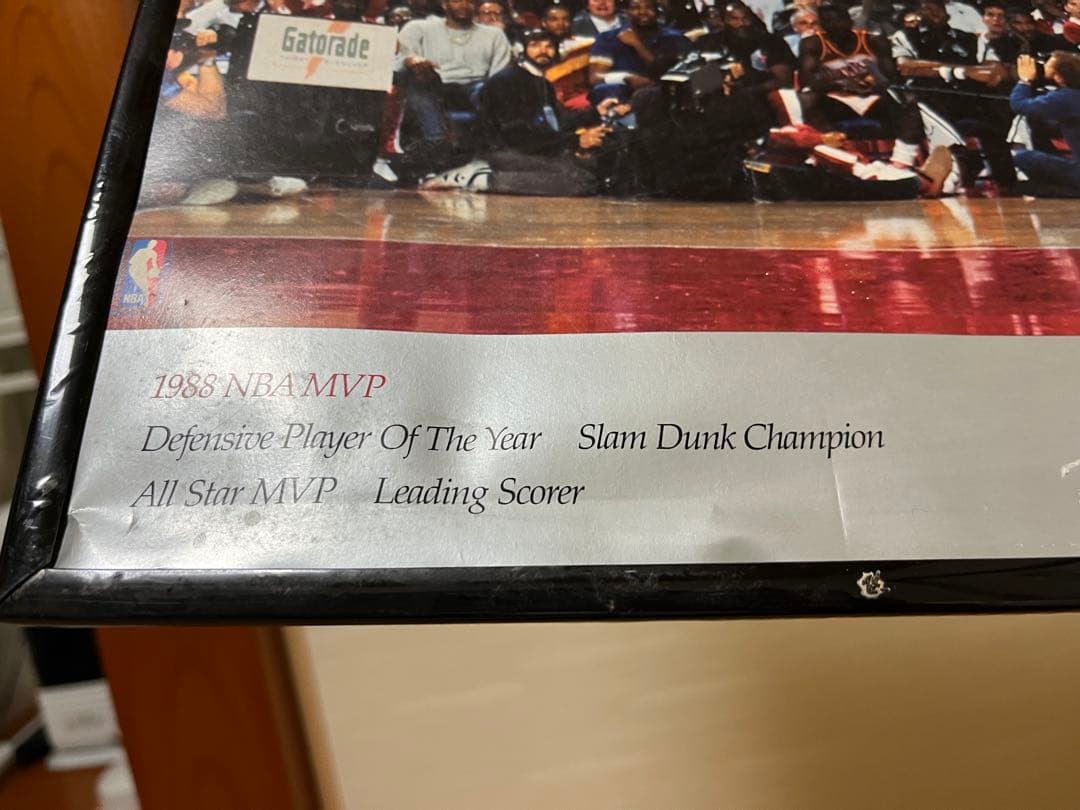 Gatorade
NBA
1988 NBA MVP
Defensive Player Of The Year Slam Dunk Champion
All Star MVP Leading Scorer